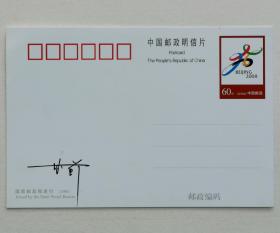 中国邮政明信片
Postcard
The People's Republic of China
BEIJING
2008
60分
中国邮政
国家邮政局发行
Issued by the State Postal Bureau
邮政编码